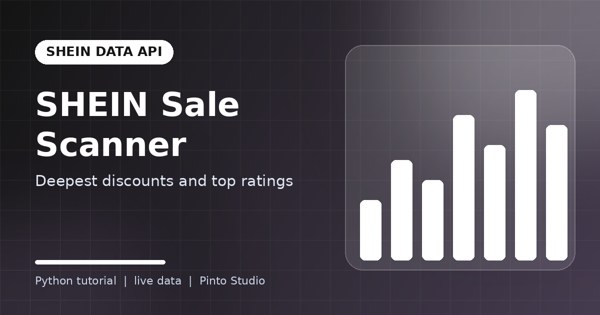 SHEIN DATA API
SHEIN Sale
Scanner
Deepest discounts and top ratings
Python tutorial | live data | Pinto Studio